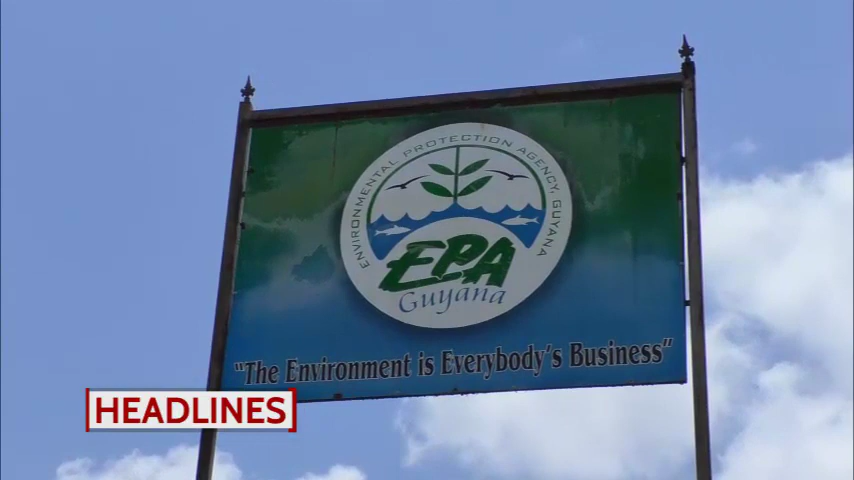 ENVIRONMENTAL PROTECTION AGENCY, GUYANA
EPA
Guyana
"The Environment is Everybody's Business"
HEADLINES